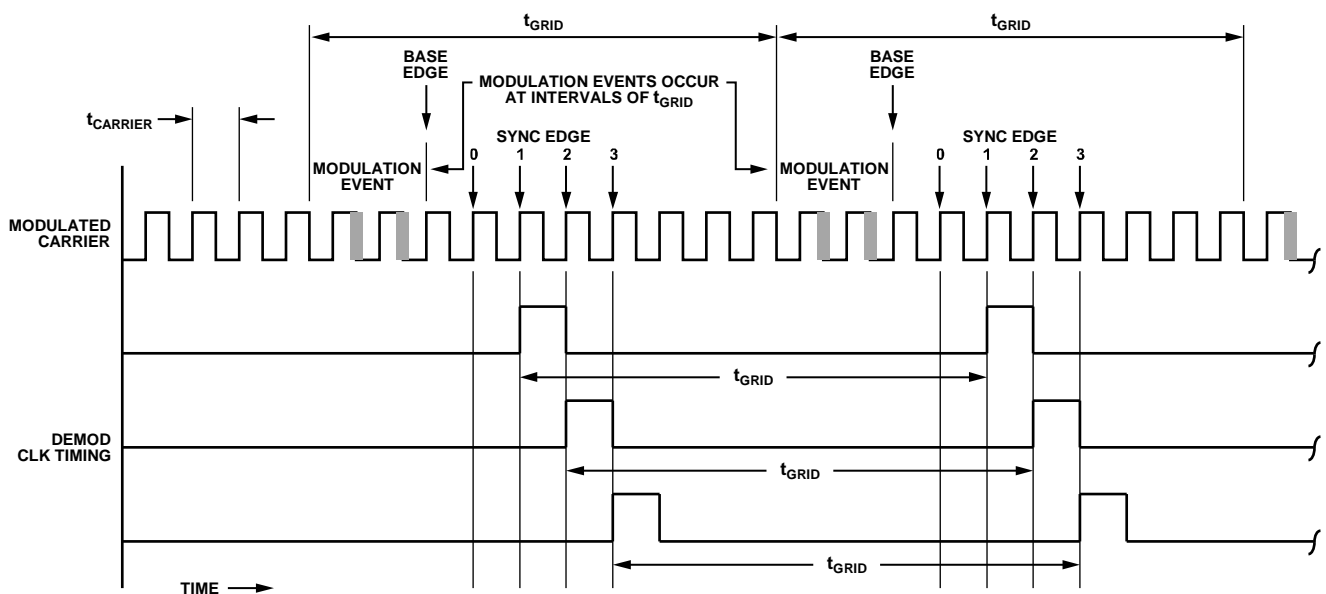 tGRID
tGRID
BASE
EDGE
BASE
EDGE
MODULATION EVENTS OCCUR
AT INTERVALS OF tGRID
tCARRIER
SYNC EDGE
0 1 2 3
SYNC EDGE
0 1 2 3
MODULATION
EVENT
MODULATION
EVENT
MODULATED
CARRIER
tGRID
DEMOD
CLK TIMING
tGRID
tGRID
TIME